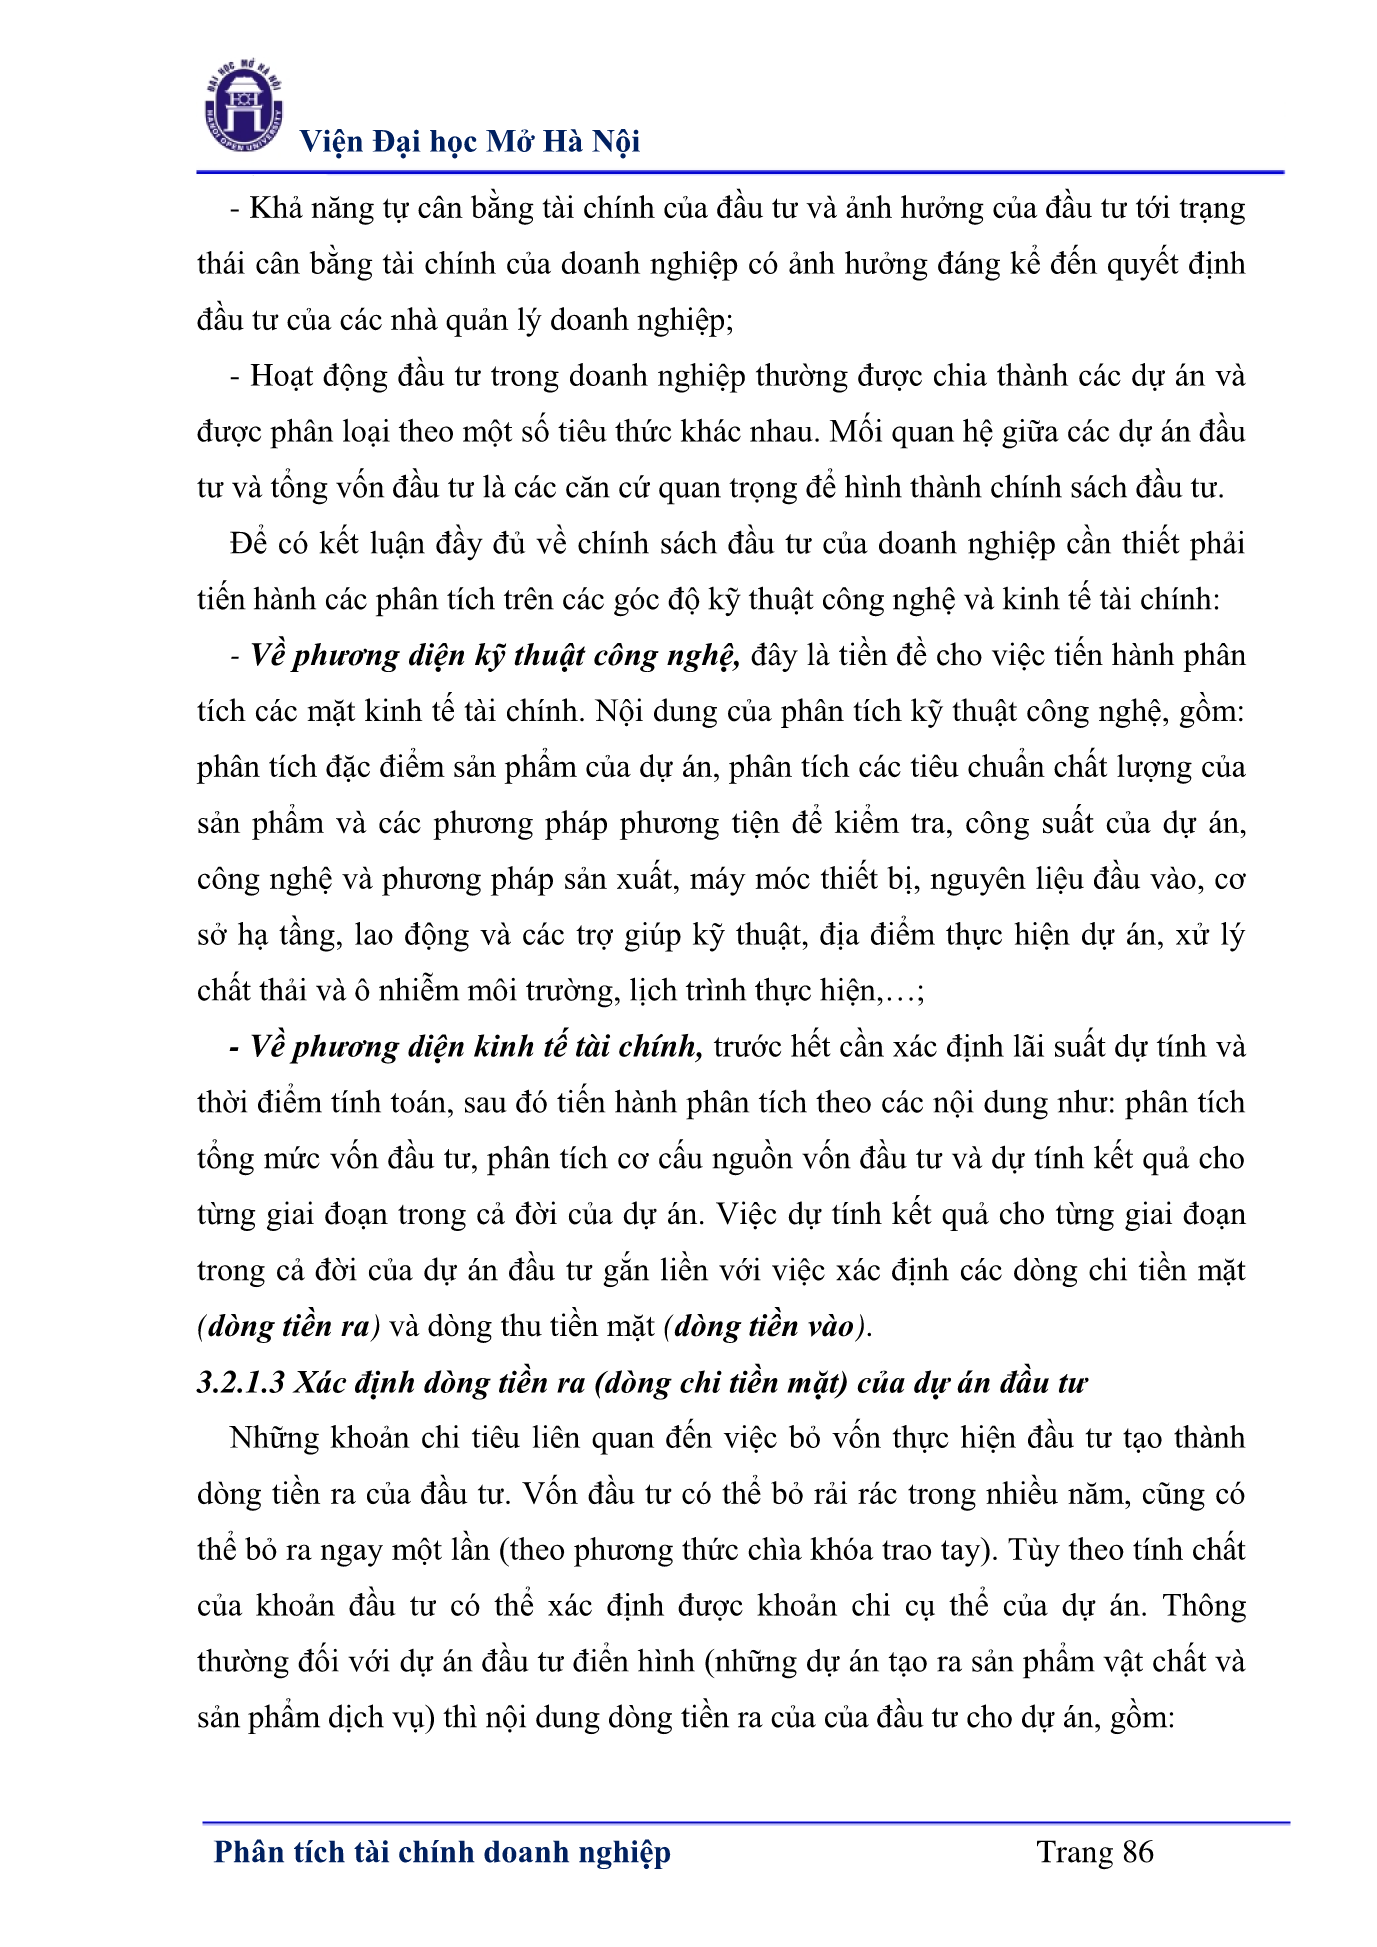 ĐẠI HỌC MỞ HÀ NỘI
HANOI OPEN UNIVERSITY
Viện Đại học Mở Hà Nội
- Khả năng tự cân bằng tài chính của đầu tư và ảnh hưởng của đầu tư tới trạng
thái cân bằng tài chính của doanh nghiệp có ảnh hưởng đáng kể đến quyết định
đầu tư của các nhà quản lý doanh nghiệp;
- Hoạt động đầu tư trong doanh nghiệp thường được chia thành các dự án và
được phân loại theo một số tiêu thức khác nhau. Mối quan hệ giữa các dự án đầu
tư và tổng vốn đầu tư là các căn cứ quan trọng để hình thành chính sách đầu tư.
Để có kết luận đầy đủ về chính sách đầu tư của doanh nghiệp cần thiết phải
tiến hành các phân tích trên các góc độ kỹ thuật công nghệ và kinh tế tài chính:
- Về phương diện kỹ thuật công nghệ, đây là tiền đề cho việc tiến hành phân
tích các mặt kinh tế tài chính. Nội dung của phân tích kỹ thuật công nghệ, gồm:
phân tích đặc điểm sản phẩm của dự án, phân tích các tiêu chuẩn chất lượng của
sản phẩm và các phương pháp phương tiện để kiểm tra, công suất của dự án,
công nghệ và phương pháp sản xuất, máy móc thiết bị, nguyên liệu đầu vào, cơ
sở hạ tầng, lao động và các trợ giúp kỹ thuật, địa điểm thực hiện dự án, xử lý
chất thải và ô nhiễm môi trường, lịch trình thực hiện,…;
- Về phương diện kinh tế tài chính, trước hết cần xác định lãi suất dự tính và
thời điểm tính toán, sau đó tiến hành phân tích theo các nội dung như: phân tích
tổng mức vốn đầu tư, phân tích cơ cấu nguồn vốn đầu tư và dự tính kết quả cho
từng giai đoạn trong cả đời của dự án. Việc dự tính kết quả cho từng giai đoạn
trong cả đời của dự án đầu tư gắn liền với việc xác định các dòng chi tiền mặt
(dòng tiền ra) và dòng thu tiền mặt (dòng tiền vào).
3.2.1.3 Xác định dòng tiền ra (dòng chi tiền mặt) của dự án đầu tư
Những khoản chi tiêu liên quan đến việc bỏ vốn thực hiện đầu tư tạo thành
dòng tiền ra của đầu tư. Vốn đầu tư có thể bỏ rải rác trong nhiều năm, cũng có
thể bỏ ra ngay một lần (theo phương thức chìa khóa trao tay). Tùy theo tính chất
của khoản đầu tư có thể xác định được khoản chi cụ thể của dự án. Thông
thường đối với dự án đầu tư điển hình (những dự án tạo ra sản phẩm vật chất và
sản phẩm dịch vụ) thì nội dung dòng tiền ra của của đầu tư cho dự án, gồm:
Phân tích tài chính doanh nghiệp
Trang 86